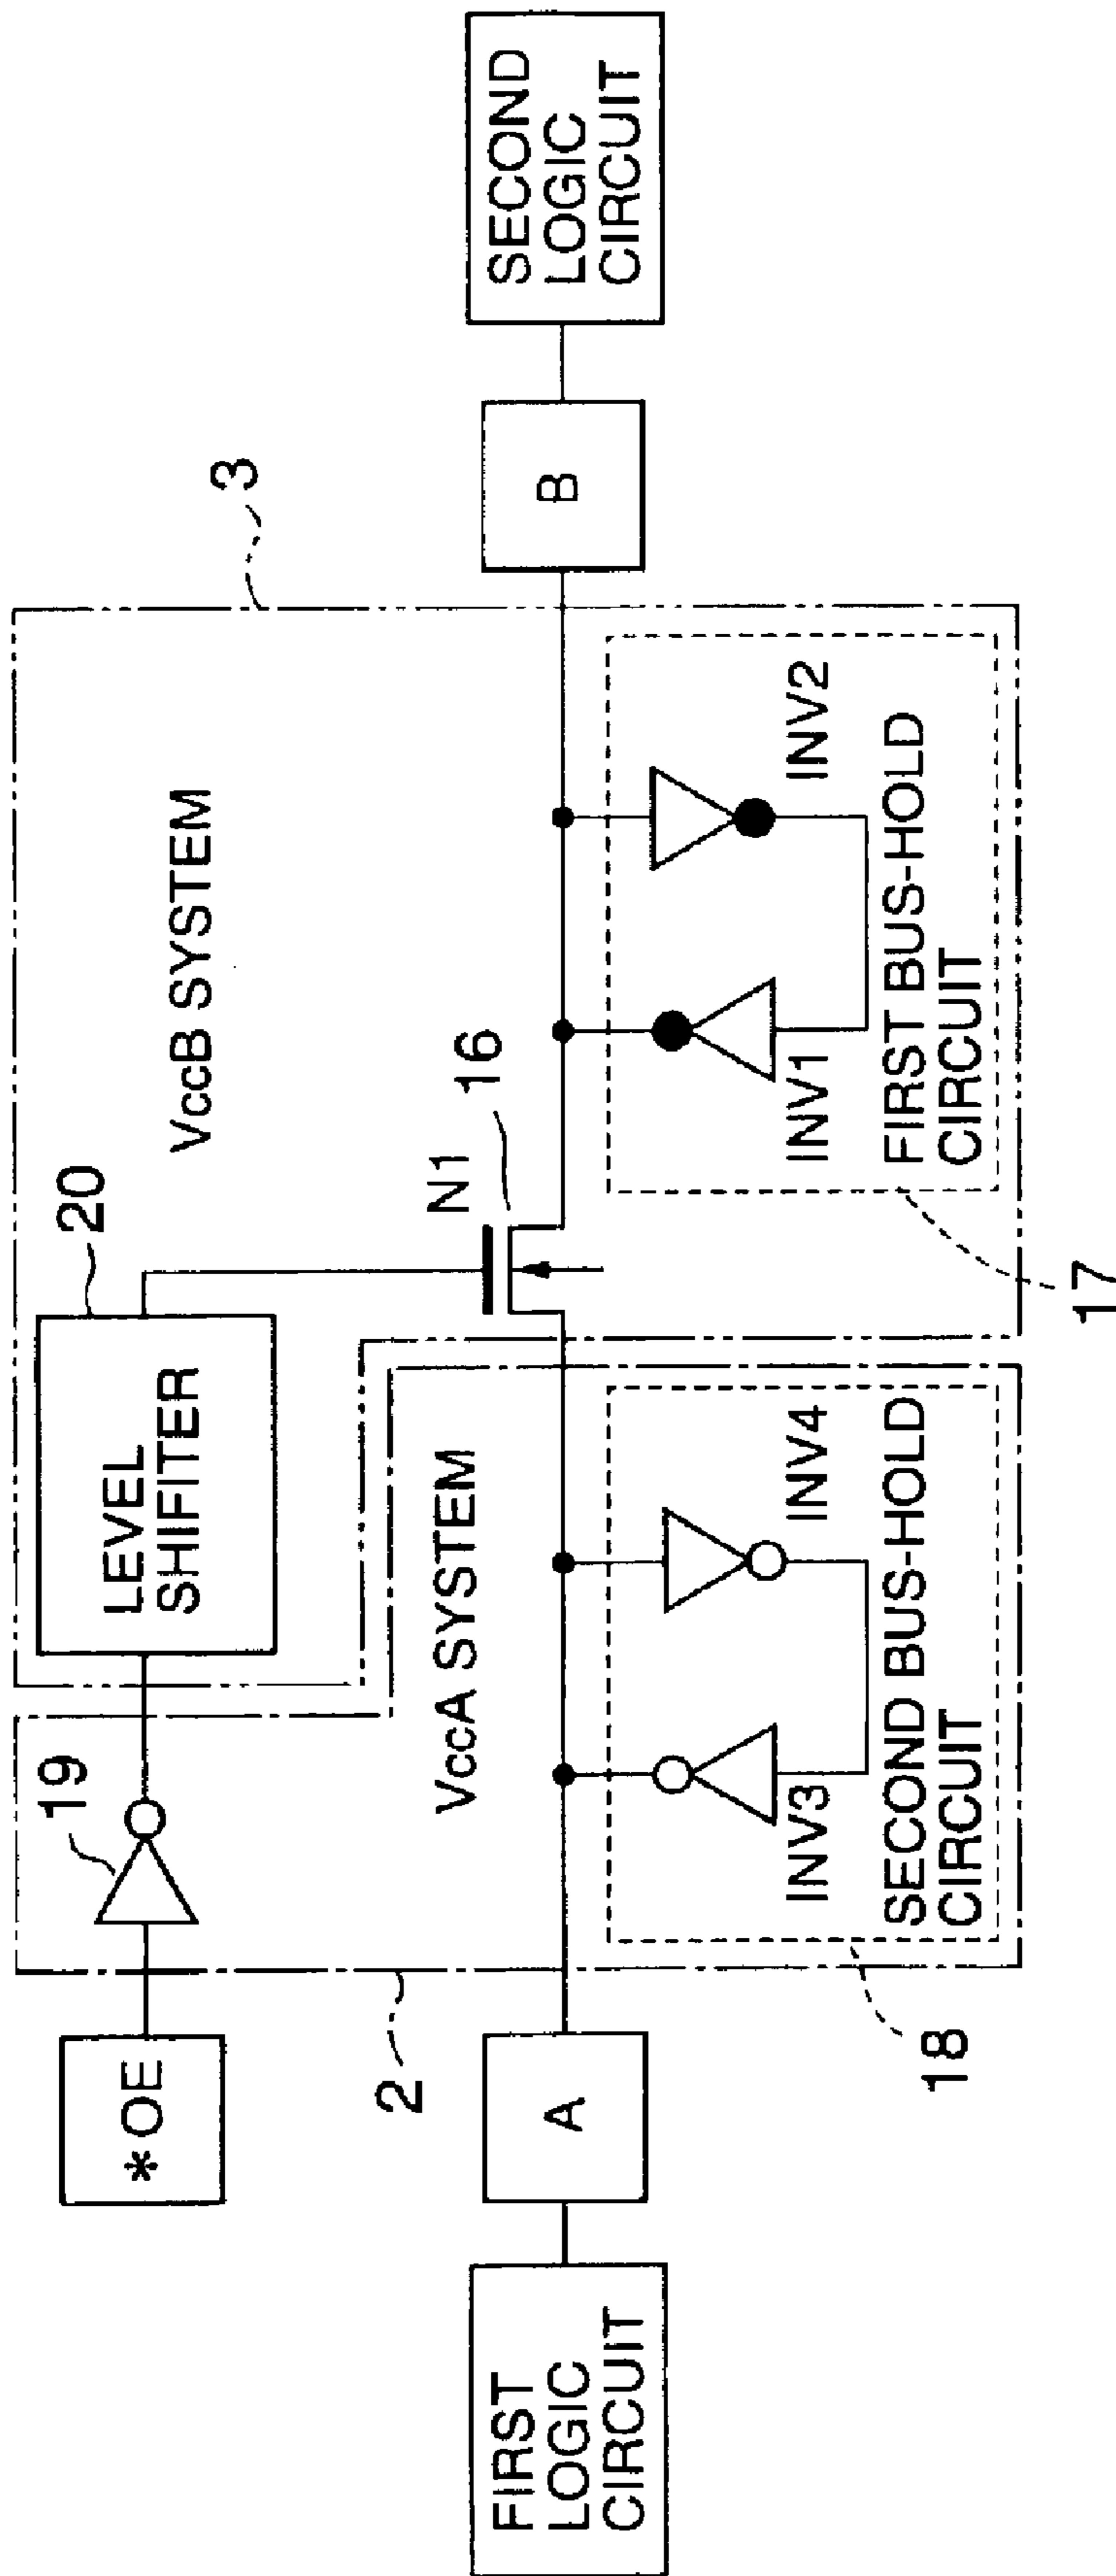 *OE
19
LEVEL
SHIFITER
20
VccB SYSTEM
3
2
VccA SYSTEM
N1
16
FIRST
LOGIC
CIRCUIT
A
B
SECOND
LOGIC
CIRCUIT
INV3
INV4
SECOND BUS-HOLD
CIRCUIT
18
INV1
INV2
FIRST BUS-HOLD
CIRCUIT
17